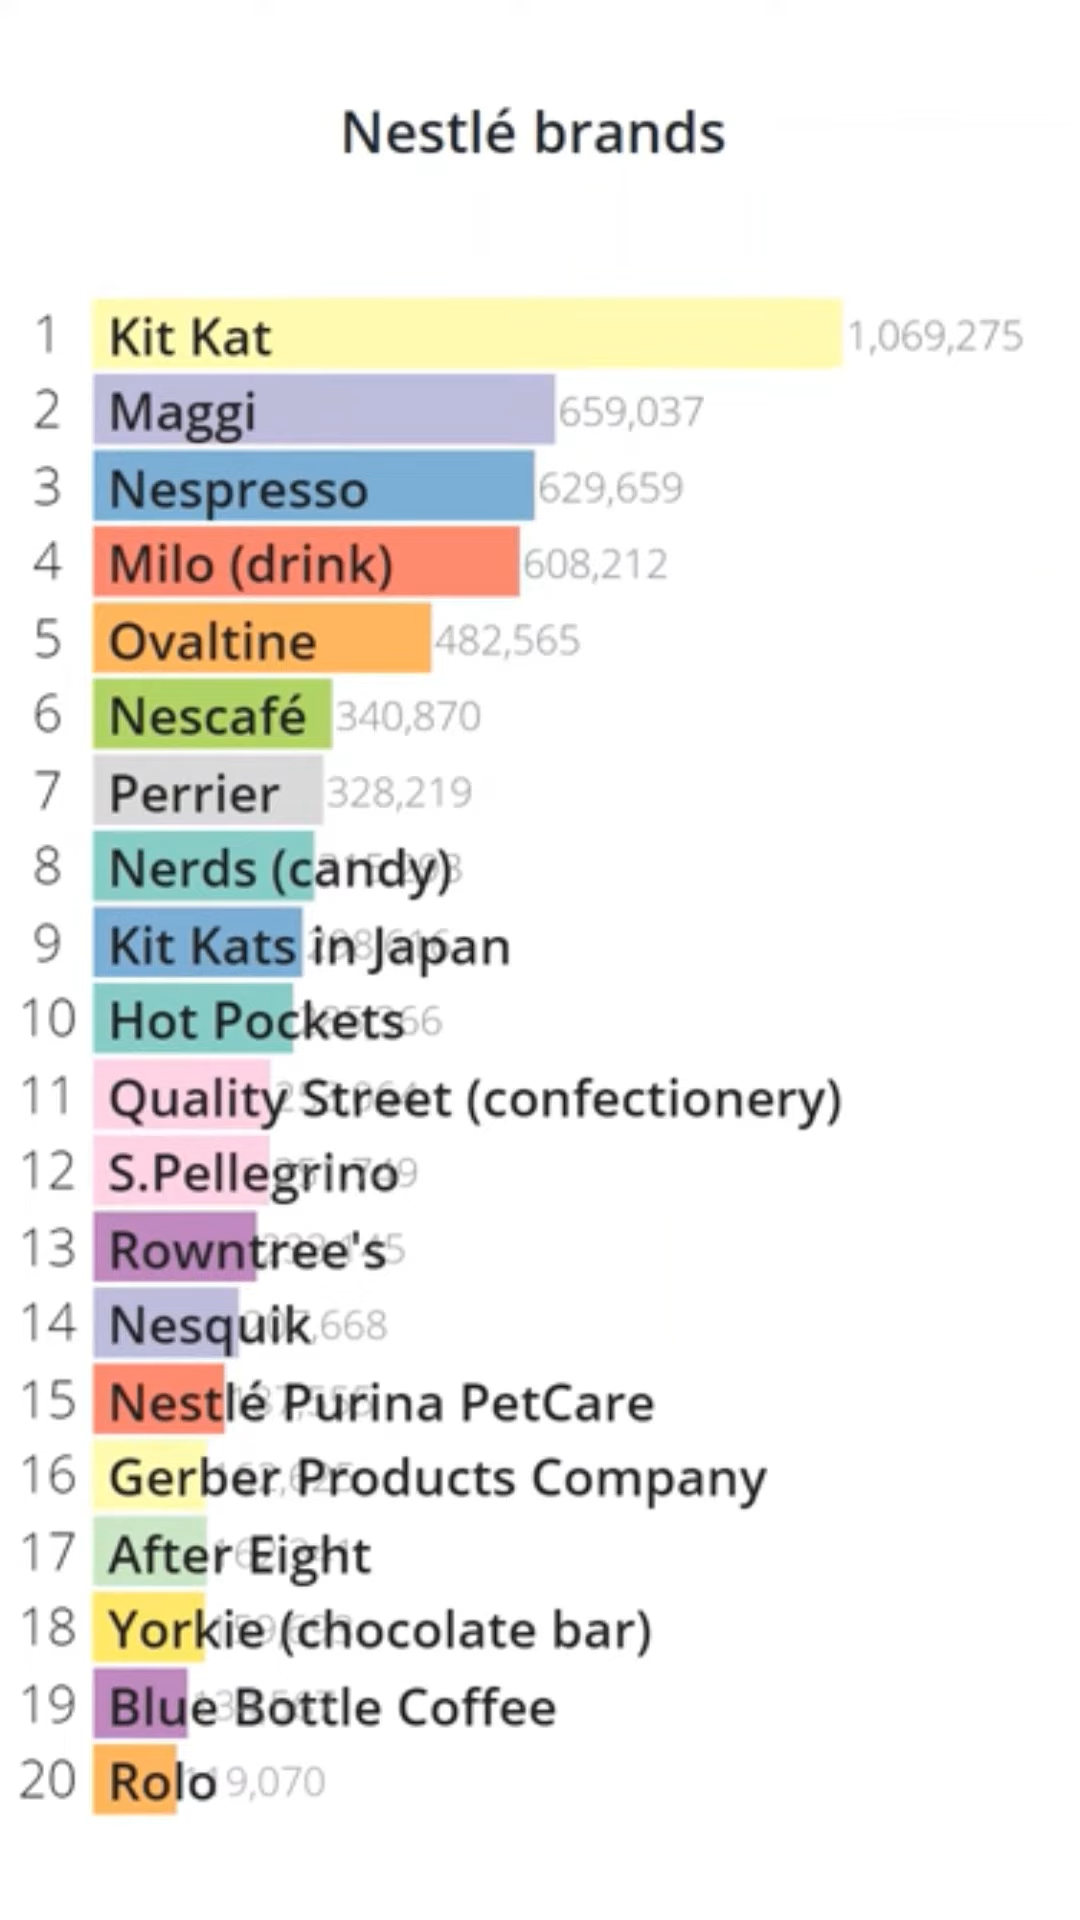 Nestlé brands
1 Kit Kat 1,069,275
2 Maggi 659,037
3 Nespresso 629,659
4 Milo (drink) 608,212
5 Ovaltine 482,565
6 Nescafé 340,870
7 Perrier 328,219
8 Nerds (candy)
9 Kit Kats in Japan
10 Hot Pockets
11 Quality Street (confectionery)
12 S.Pellegrino
13 Rowntree's
14 Nesquik
15 Nestlé Purina PetCare
16 Gerber Products Company
17 After Eight
18 Yorkie (chocolate bar)
19 Blue Bottle Coffee
20 Rolo 119,070